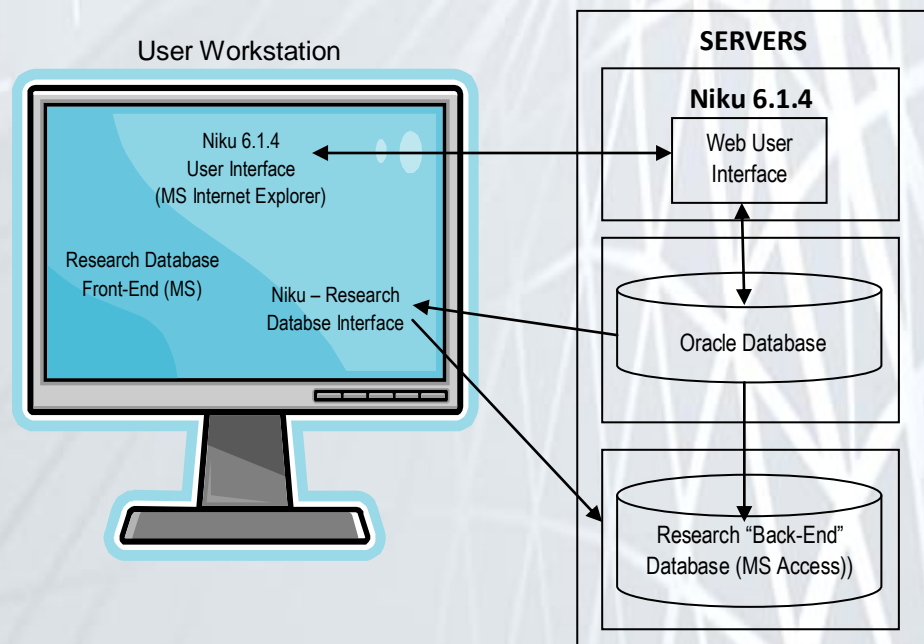 User Workstation
Niku 6.1.4
User Interface
(MS Internet Explorer)
Research Database
Front-End (MS)
Niku – Research
Databse Interface
SERVERS
Niku 6.1.4
Web User
Interface
Oracle Database
Research “Back-End”
Database (MS Access))